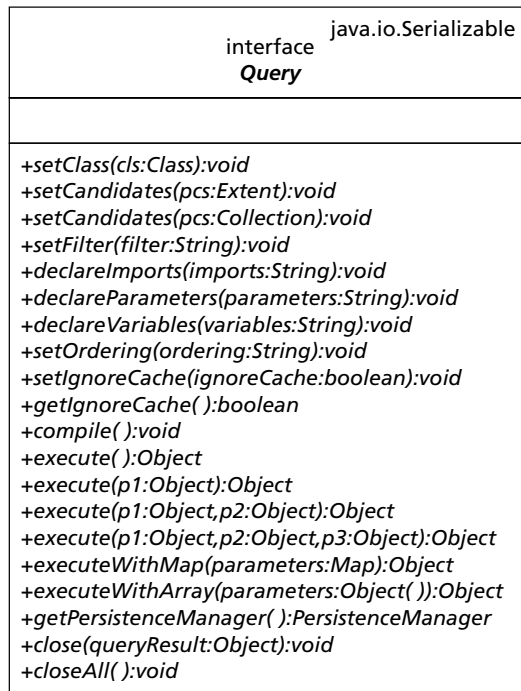 java.io.Serializable
interface
Query
+setClass(cls:Class):void
+setCandidates(pcs:Extent):void
+setCandidates(pcs:Collection):void
+setFilter(filter:String):void
+declareImports(imports:String):void
+declareParameters(parameters:String):void
+declareVariables(variables:String):void
+setOrdering(ordering:String):void
+setIgnoreCache(ignoreCache:boolean):void
+getIgnoreCache( ):boolean
+compile( ):void
+execute( ):Object
+execute(p1:Object):Object
+execute(p1:Object,p2:Object):Object
+execute(p1:Object,p2:Object,p3:Object):Object
+executeWithMap(parameters:Map):Object
+executeWithArray(parameters:Object( )):Object
+getPersistenceManager( ):PersistenceManager
+close(queryResult:Object):void
+closeAll( ):void